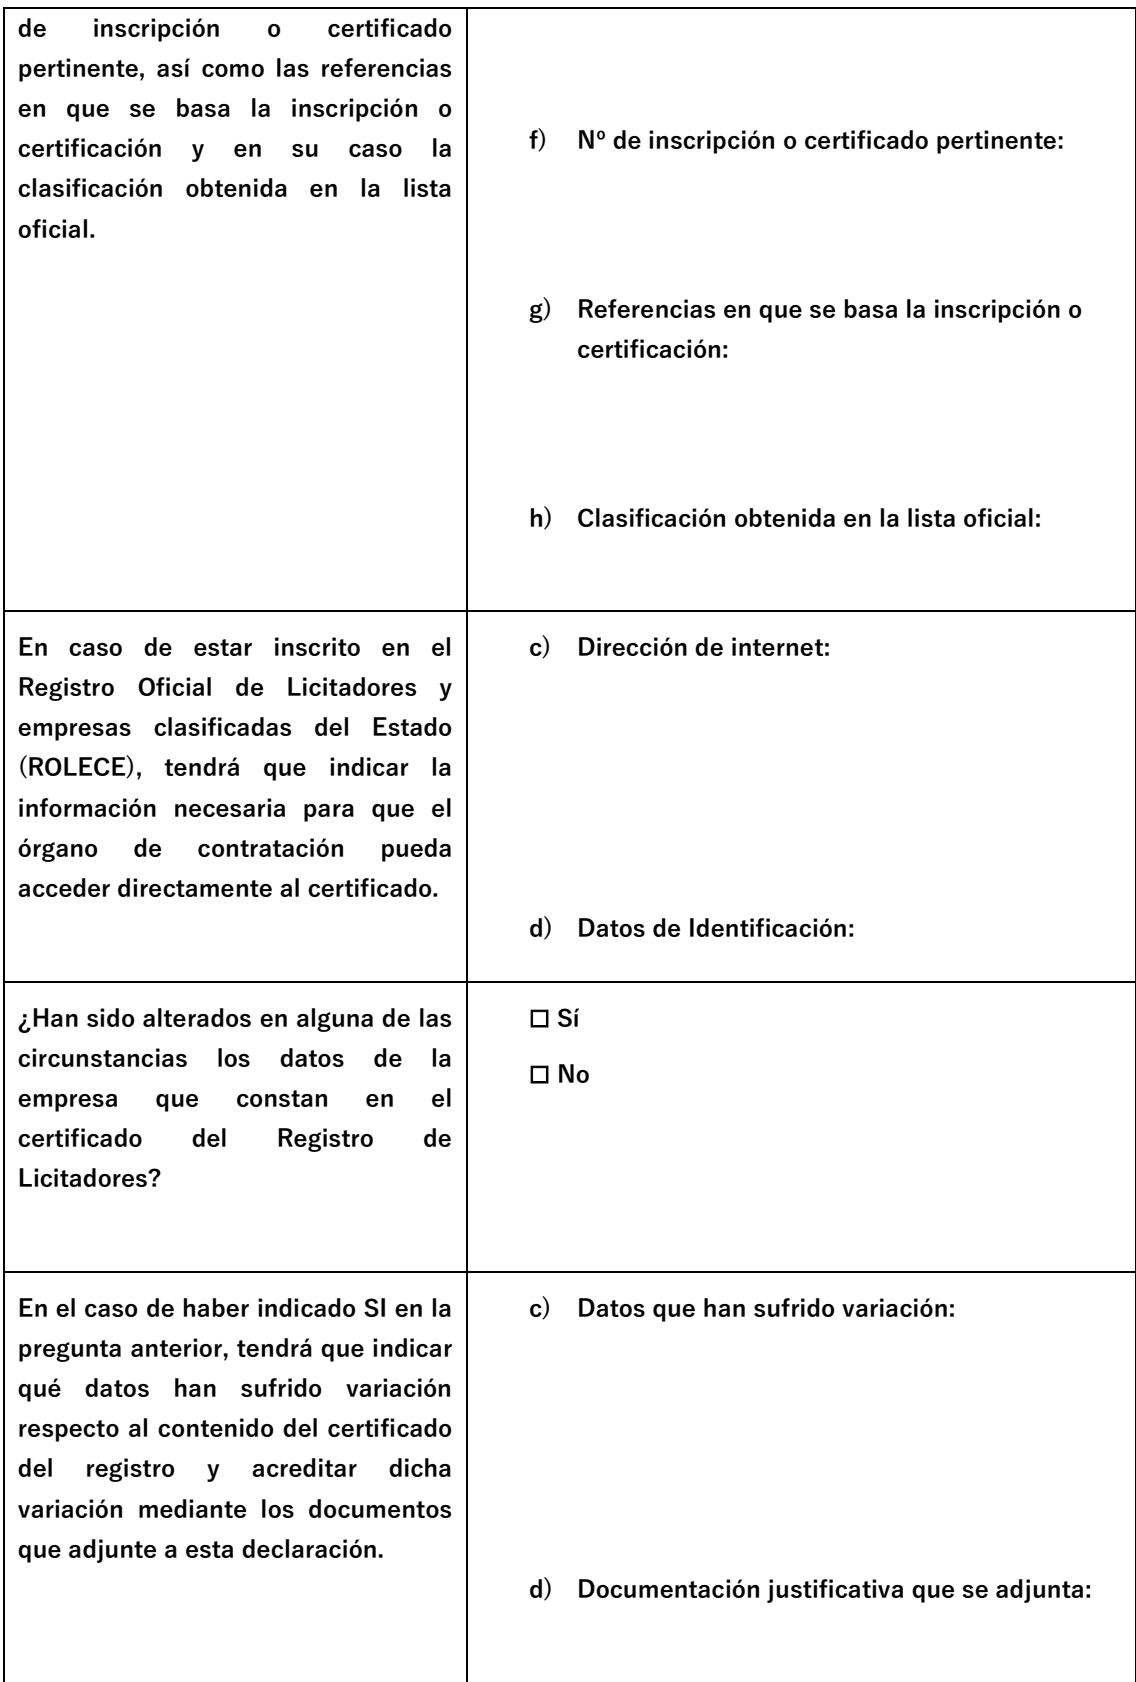 de inscripción o certificado
pertinente, así como las referencias
en que se basa la inscripción o
certificación y en su caso la
clasificación obtenida en la lista
oficial.
f) Nº de inscripción o certificado pertinente:
g) Referencias en que se basa la inscripción o
certificación:
h) Clasificación obtenida en la lista oficial:
En caso de estar inscrito en el
Registro Oficial de Licitadores y
empresas clasificadas del Estado
(ROLECE), tendrá que indicar la
información necesaria para que el
órgano de contratación pueda
acceder directamente al certificado.
c) Dirección de internet:
d) Datos de Identificación:
¿Han sido alterados en alguna de las
circunstancias los datos de la
empresa que constan en el
certificado del Registro de
Licitadores?
☐ Sí
☐ No
En el caso de haber indicado SI en la
pregunta anterior, tendrá que indicar
qué datos han sufrido variación
respecto al contenido del certificado
del registro y acreditar dicha
variación mediante los documentos
que adjunte a esta declaración.
c) Datos que han sufrido variación:
d) Documentación justificativa que se adjunta: